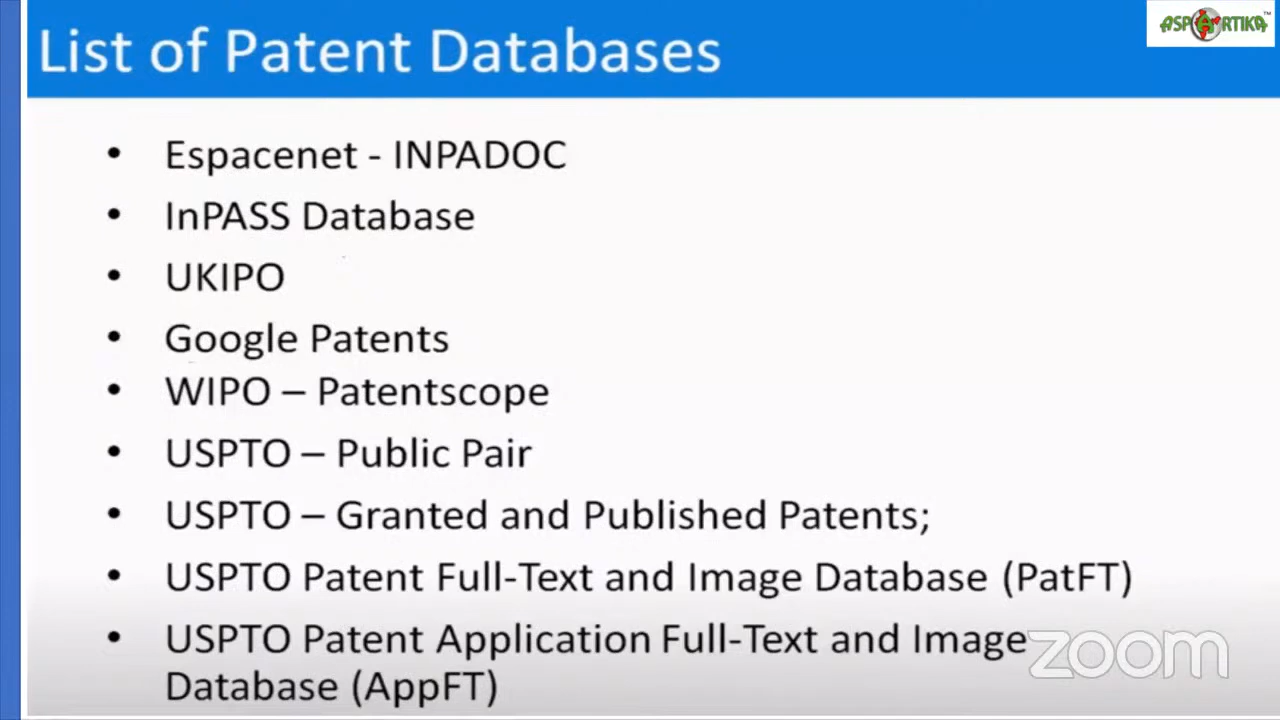 List of Patent Databases
ASPARTIKA™
• Espacenet - INPADOC
• InPASS Database
• UKIPO
• Google Patents
• WIPO – Patentscope
• USPTO – Public Pair
• USPTO – Granted and Published Patents;
• USPTO Patent Full-Text and Image Database (PatFT)
• USPTO Patent Application Full-Text and Image
Database (AppFT)
zoom